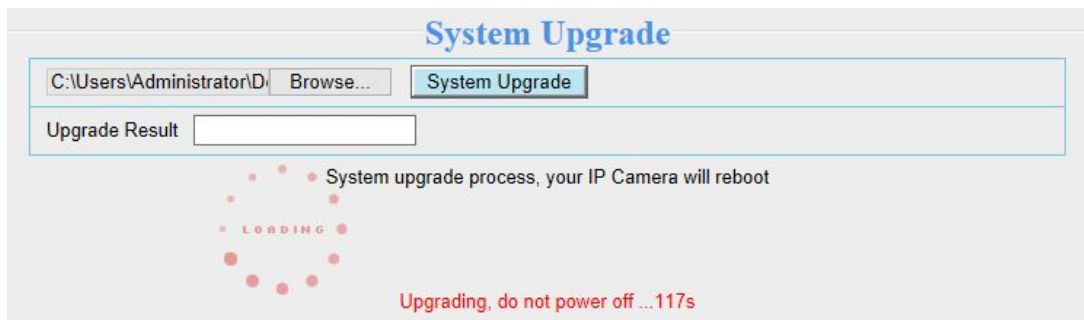 System Upgrade
C:\Users\Administrator\D Browse... System Upgrade
Upgrade Result
System upgrade process, your IP Camera will reboot
LOADING
Upgrading, do not power off ...117s